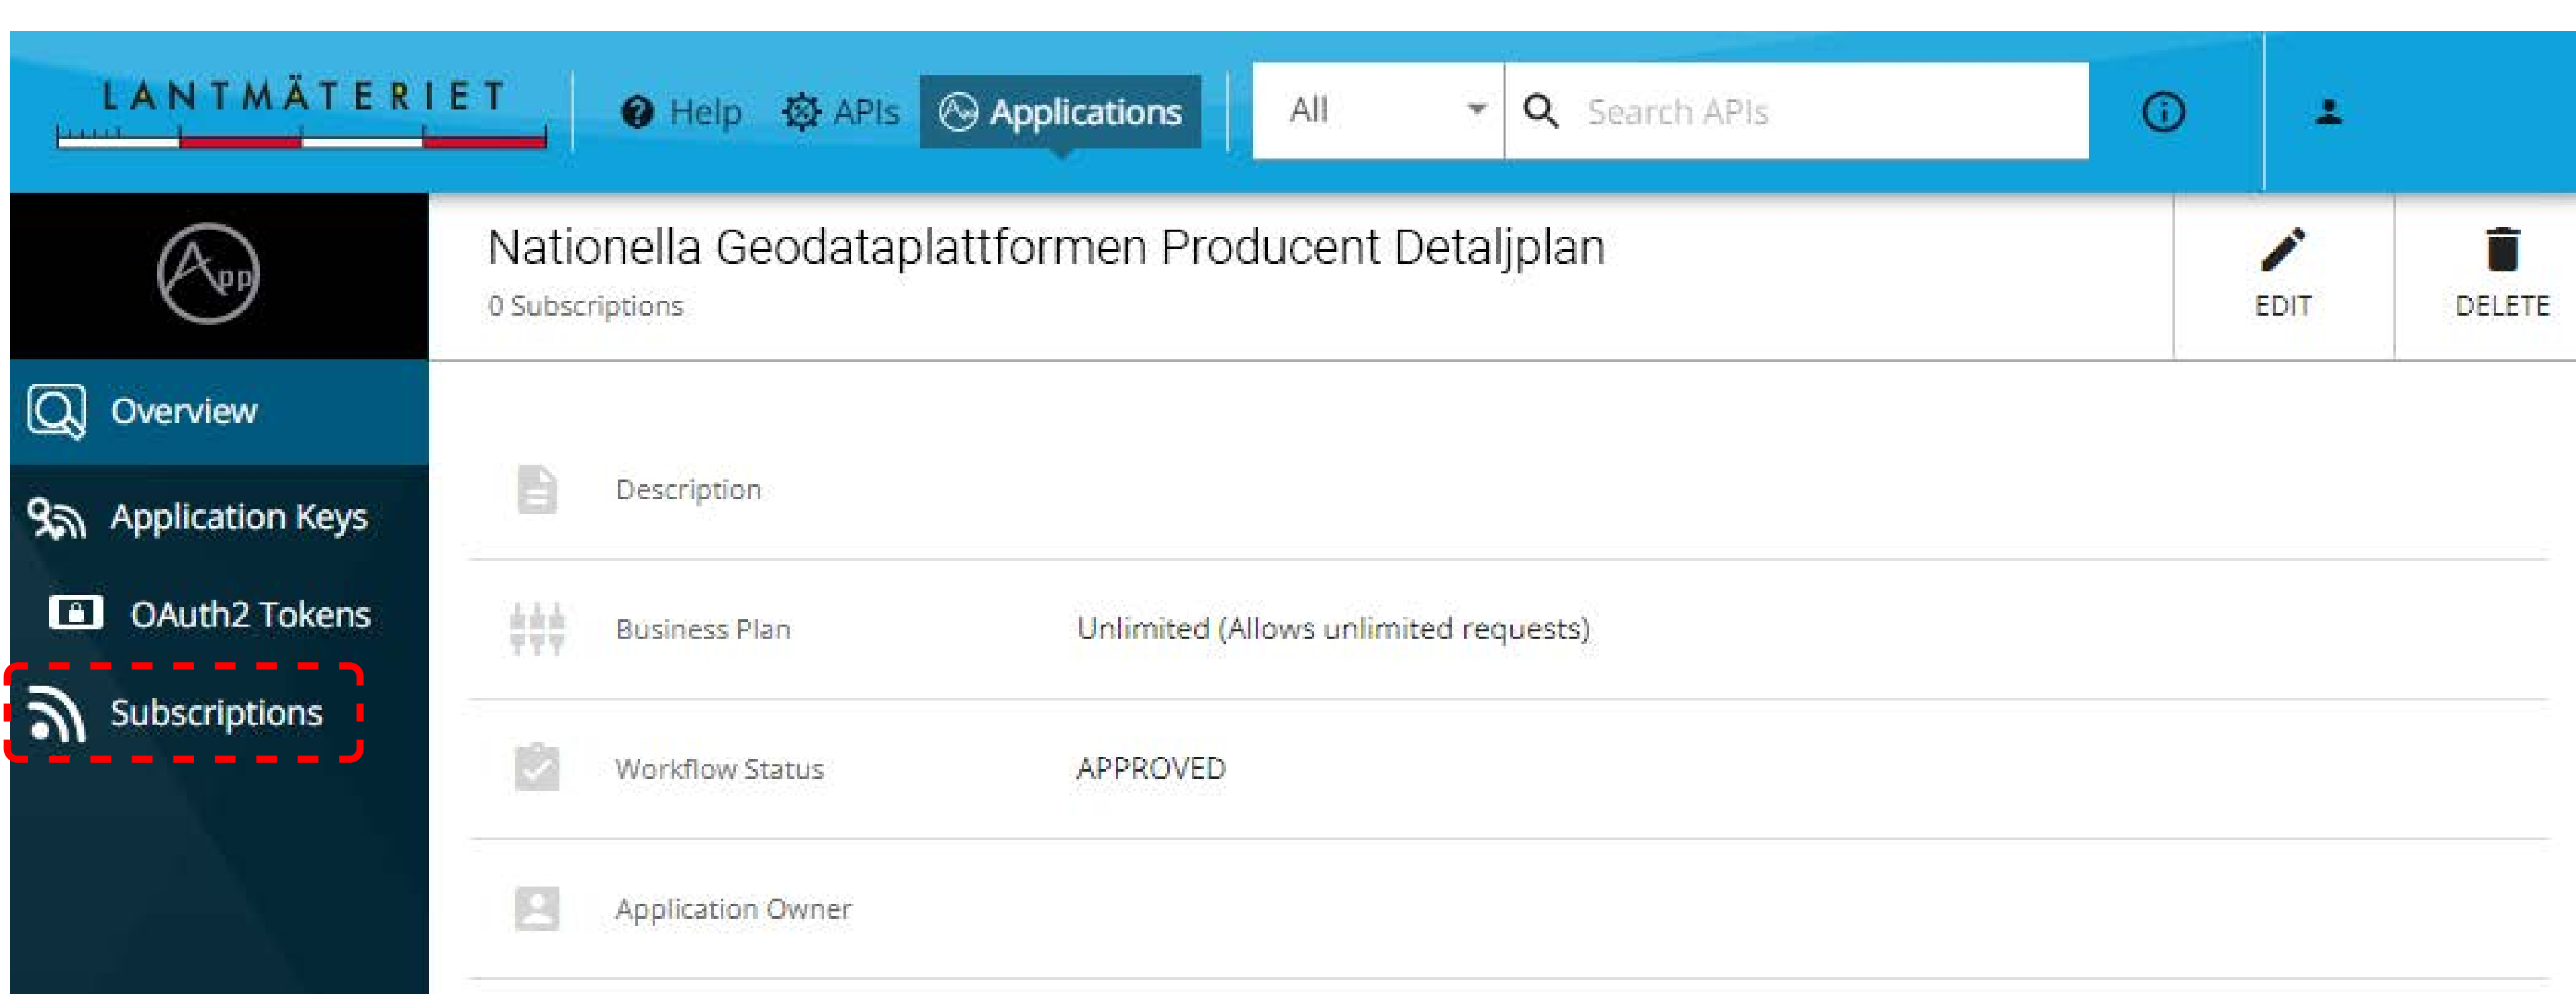 LANTMÄTERIET
Help
APIs
Applications
All
Search APIs
App
Nationella Geodataplattformen Producent Detaljplan
0 Subscriptions
EDIT
DELETE
Overview
Application Keys
OAuth2 Tokens
Subscriptions
Description
Business Plan
Unlimited (Allows unlimited requests)
Workflow Status
APPROVED
Application Owner